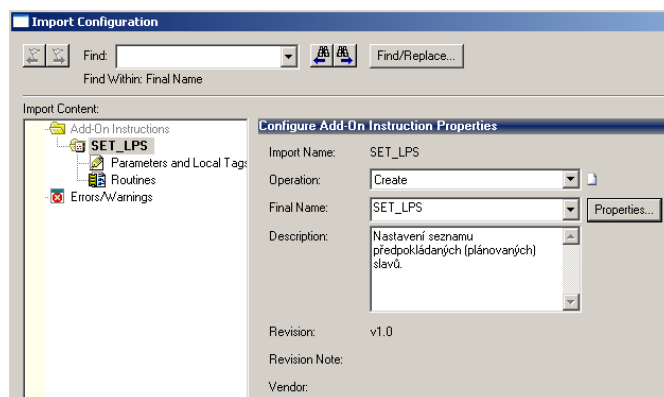 Import Configuration
Find:
Find/Replace...
Find Within: Final Name
Import Content:
Add-On Instructions
SET_LPS
Parameters and Local Tags
Routines
Errors/Warnings
Configure Add-On Instruction Properties
Import Name: SET_LPS
Operation: Create
Final Name: SET_LPS
Properties...
Description: Nastavení seznamu
předpokládaných (plánovaných)
slavů.
Revision: v1.0
Revision Note:
Vendor: